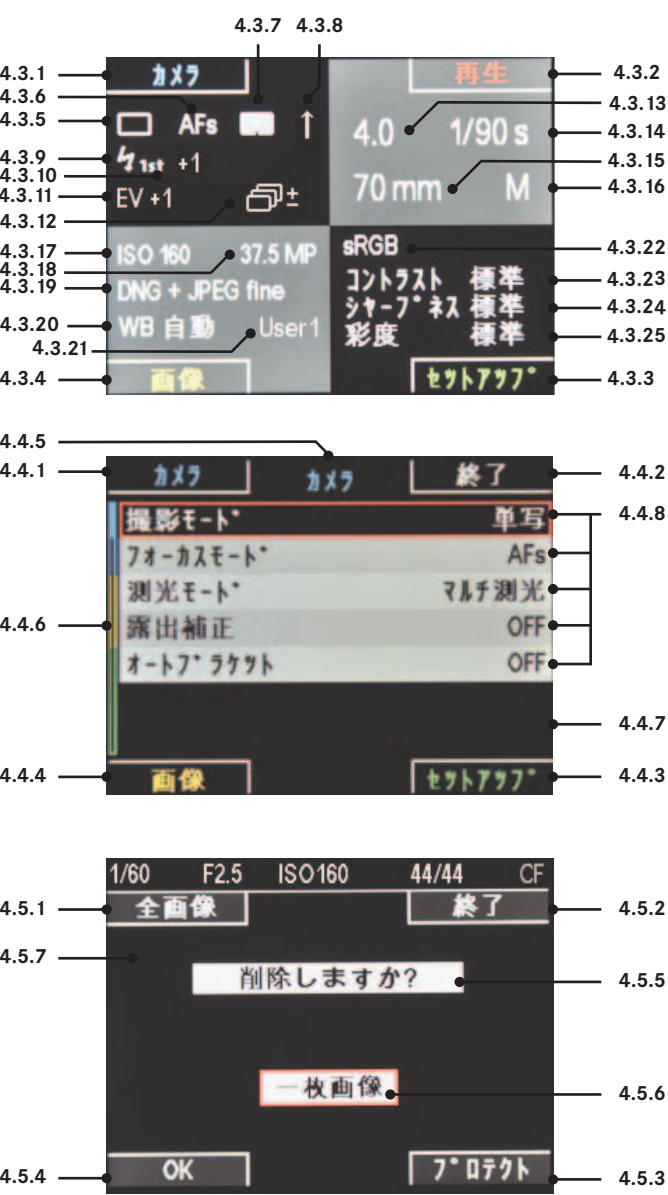 4.3.7 4.3.8
4.3.1 カメラ 再生 4.3.2
4.3.6
4.3.5 AFs 4.0 1/90 s 4.3.13
4.3.14
4.3.9 1st +1
4.3.10
4.3.11 EV +1 70 mm M 4.3.15
4.3.16
4.3.12
4.3.17 ISO 160 37.5 MP sRGB 4.3.22
4.3.18
4.3.19 DNG + JPEG fine コントラスト 標準 4.3.23
シャープネス 標準 4.3.24
4.3.20 WB 自動 User1 彩度 標準 4.3.25
4.3.21
4.3.4 画像 セットアップ 4.3.3
4.4.5
4.4.1 カメラ カメラ 終了 4.4.2
撮影モード 単写 4.4.8
フォーカスモード AFs
測光モード マルチ測光
4.4.6 露出補正 OFF
オートブラケット OFF
4.4.7
4.4.4 画像 セットアップ 4.4.3
1/60 F2.5 ISO160 44/44 CF
4.5.1 全画像 終了 4.5.2
4.5.7
削除しますか? 4.5.5
一枚画像 4.5.6
4.5.4 OK プロテクト 4.5.3